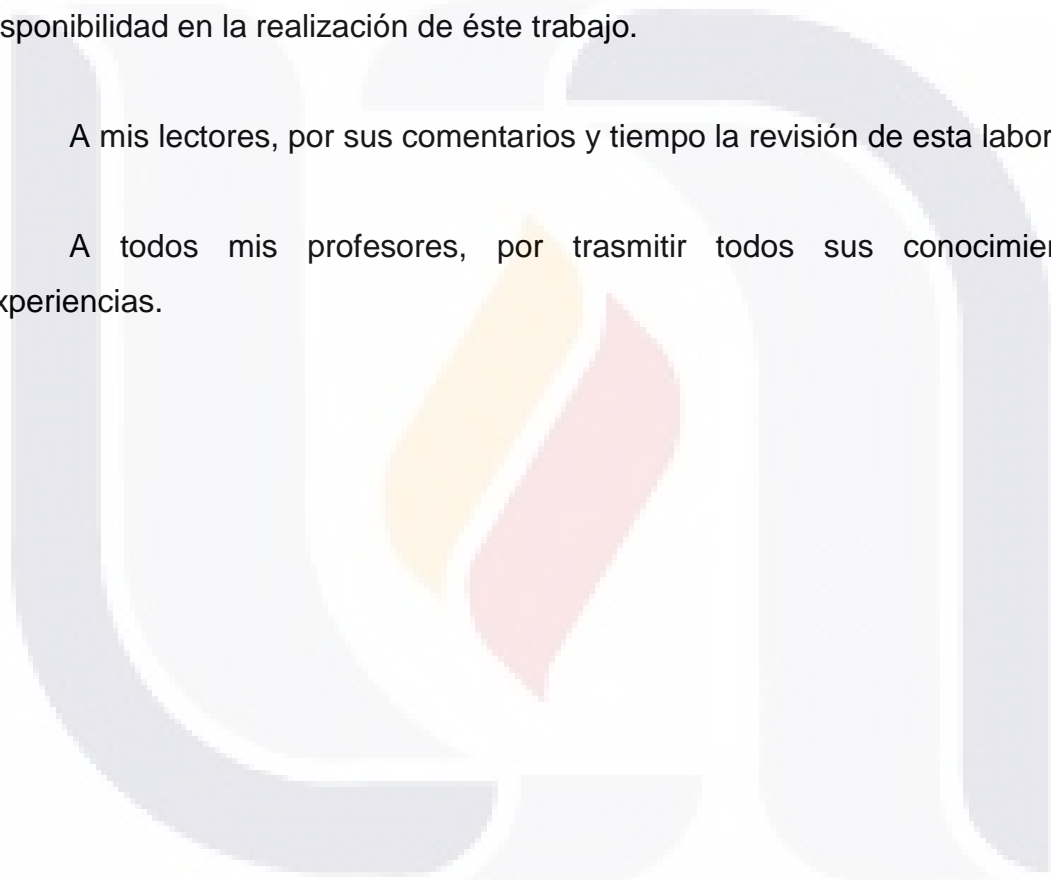 sponibilidad en la realización de éste trabajo.
A mis lectores, por sus comentarios y tiempo la revisión de esta labor
A todos mis profesores, por trasmitir todos sus conocimier
xperiencias.